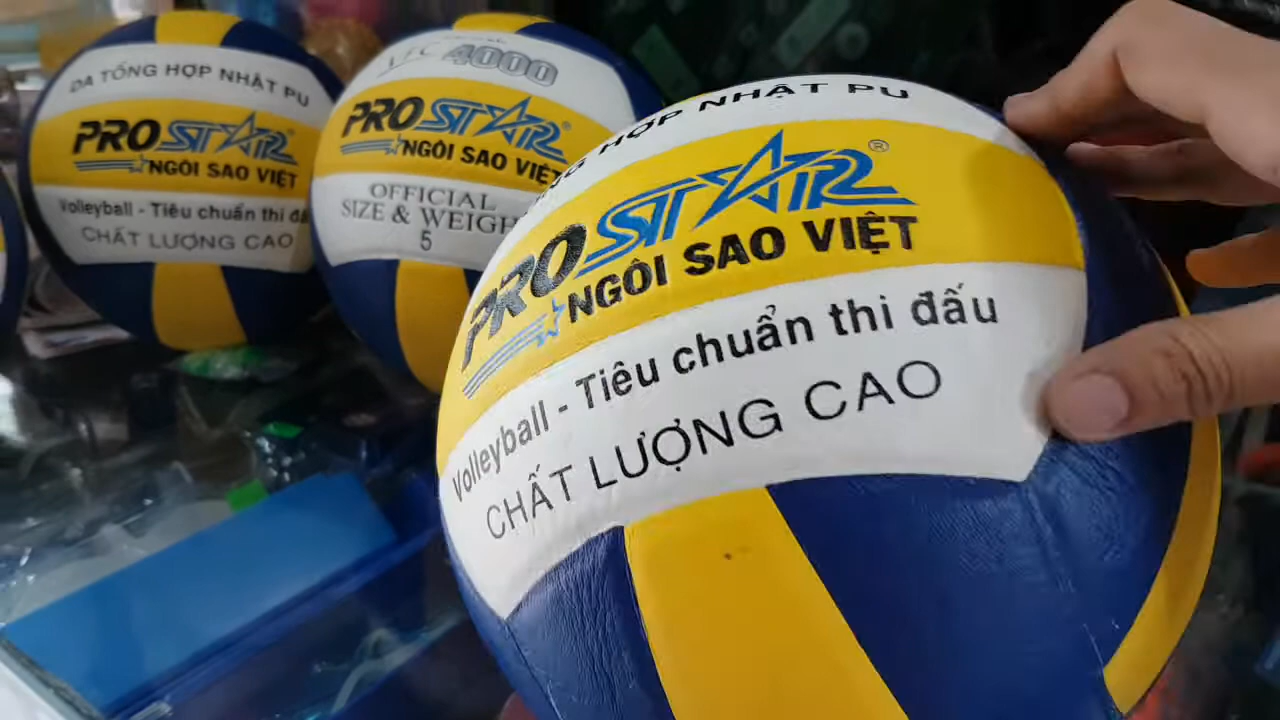 DA TỔNG HỢP NHẬT PU
PROSTAR
NGÔI SAO VIỆT
Volleyball - Tiêu chuẩn thi đấ
CHẤT LƯỢNG CAO
4000
PROSTAR®
NGÔI SAO VIỆT
OFFICIAL
SIZE & WEIGH
5
HỢP NHẬT PU
PROSTAR®
NGÔI SAO VIỆT
Volleyball - Tiêu chuẩn thi đấu
CHẤT LƯỢNG CAO